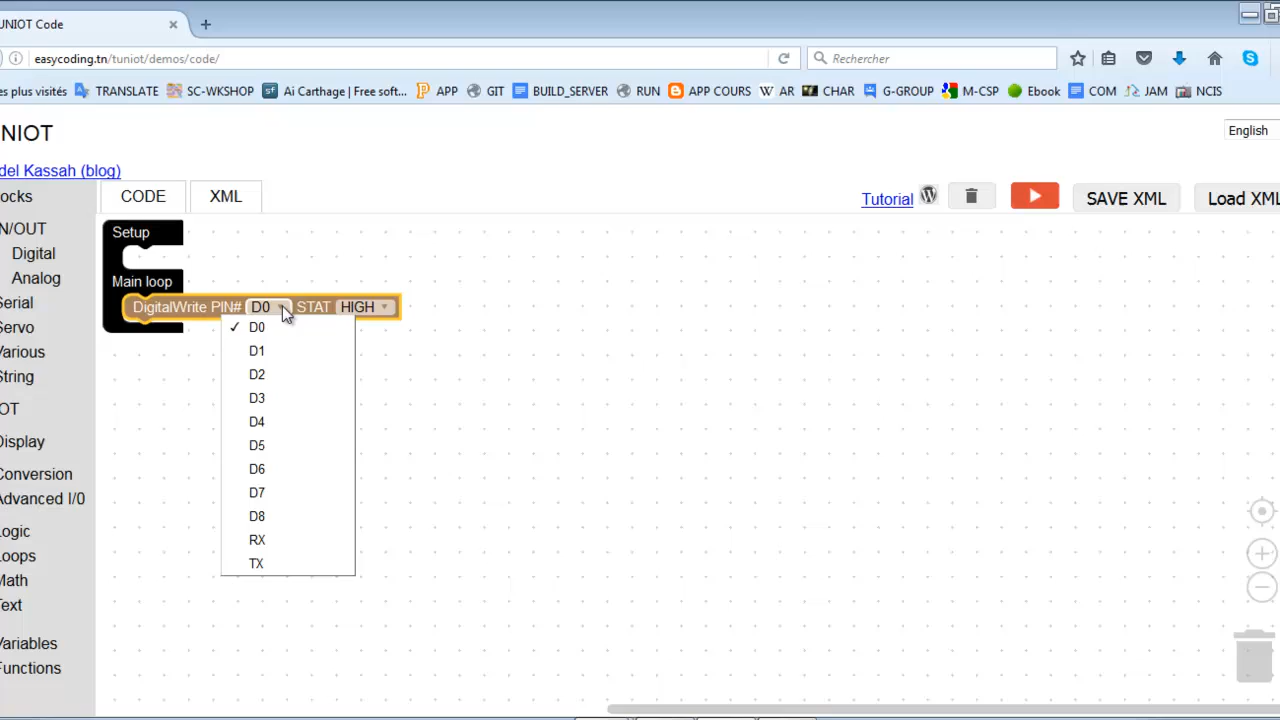 UNIOT Code
easycoding.tn/tuniot/demos/code/
Rechercher
es plus visités TRANSLATE SC-WKSHOP Ai Carthage | Free soft... APP GIT BUILD_SERVER RUN APP COURS AR CHAR G-GROUP M-CSP Ebook COM JAM NCIS
NIOT
English
del Kassah (blog)
ocks
CODE XML
Tutorial
SAVE XML
Load XML
N/OUT
Digital
Analog
Serial
Servo
Various
String
OT
Display
Conversion
Advanced I/0
Logic
Loops
Math
Text
Variables
Functions
Setup
Main loop
DigitalWrite PIN# D0 STAT HIGH
✓ D0
D1
D2
D3
D4
D5
D6
D7
D8
RX
TX